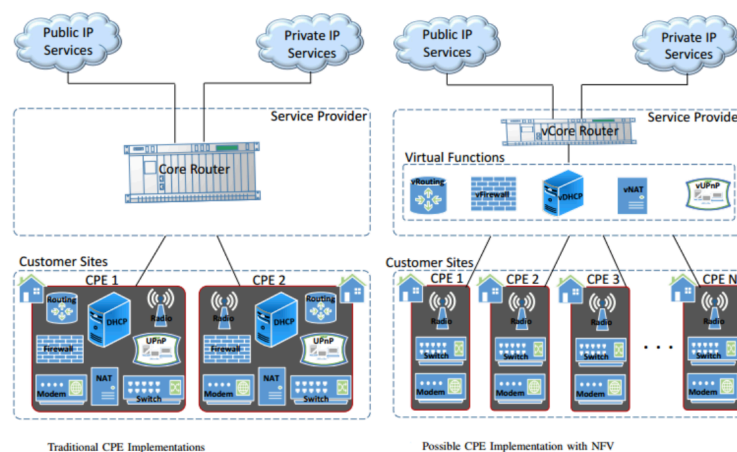 Public IP
Services
Private IP
Services
Service Provider
Core Router
Customer Sites
CPE 1
CPE 2
Routing
DHCP
Radio
Firewall
UPnP
Modem
NAT
Switch
Radio
DHCP
Routing
Firewall
UPnP
Modem
NAT
Switch
Traditional CPE Implementations
Public IP
Services
Private IP
Services
Service Provide
vCore Router
Virtual Functions
vRouting
vFirewall
vDHCP
vNAT
vUPnP
Customer Sites
CPE 1
CPE 2
CPE 3
CPE N
Radio
Radio
Radio
Radio
Switch
Switch
Switch
. . .
Switch
Modem
Modem
Modem
Modem
Possible CPE Implementation with NFV